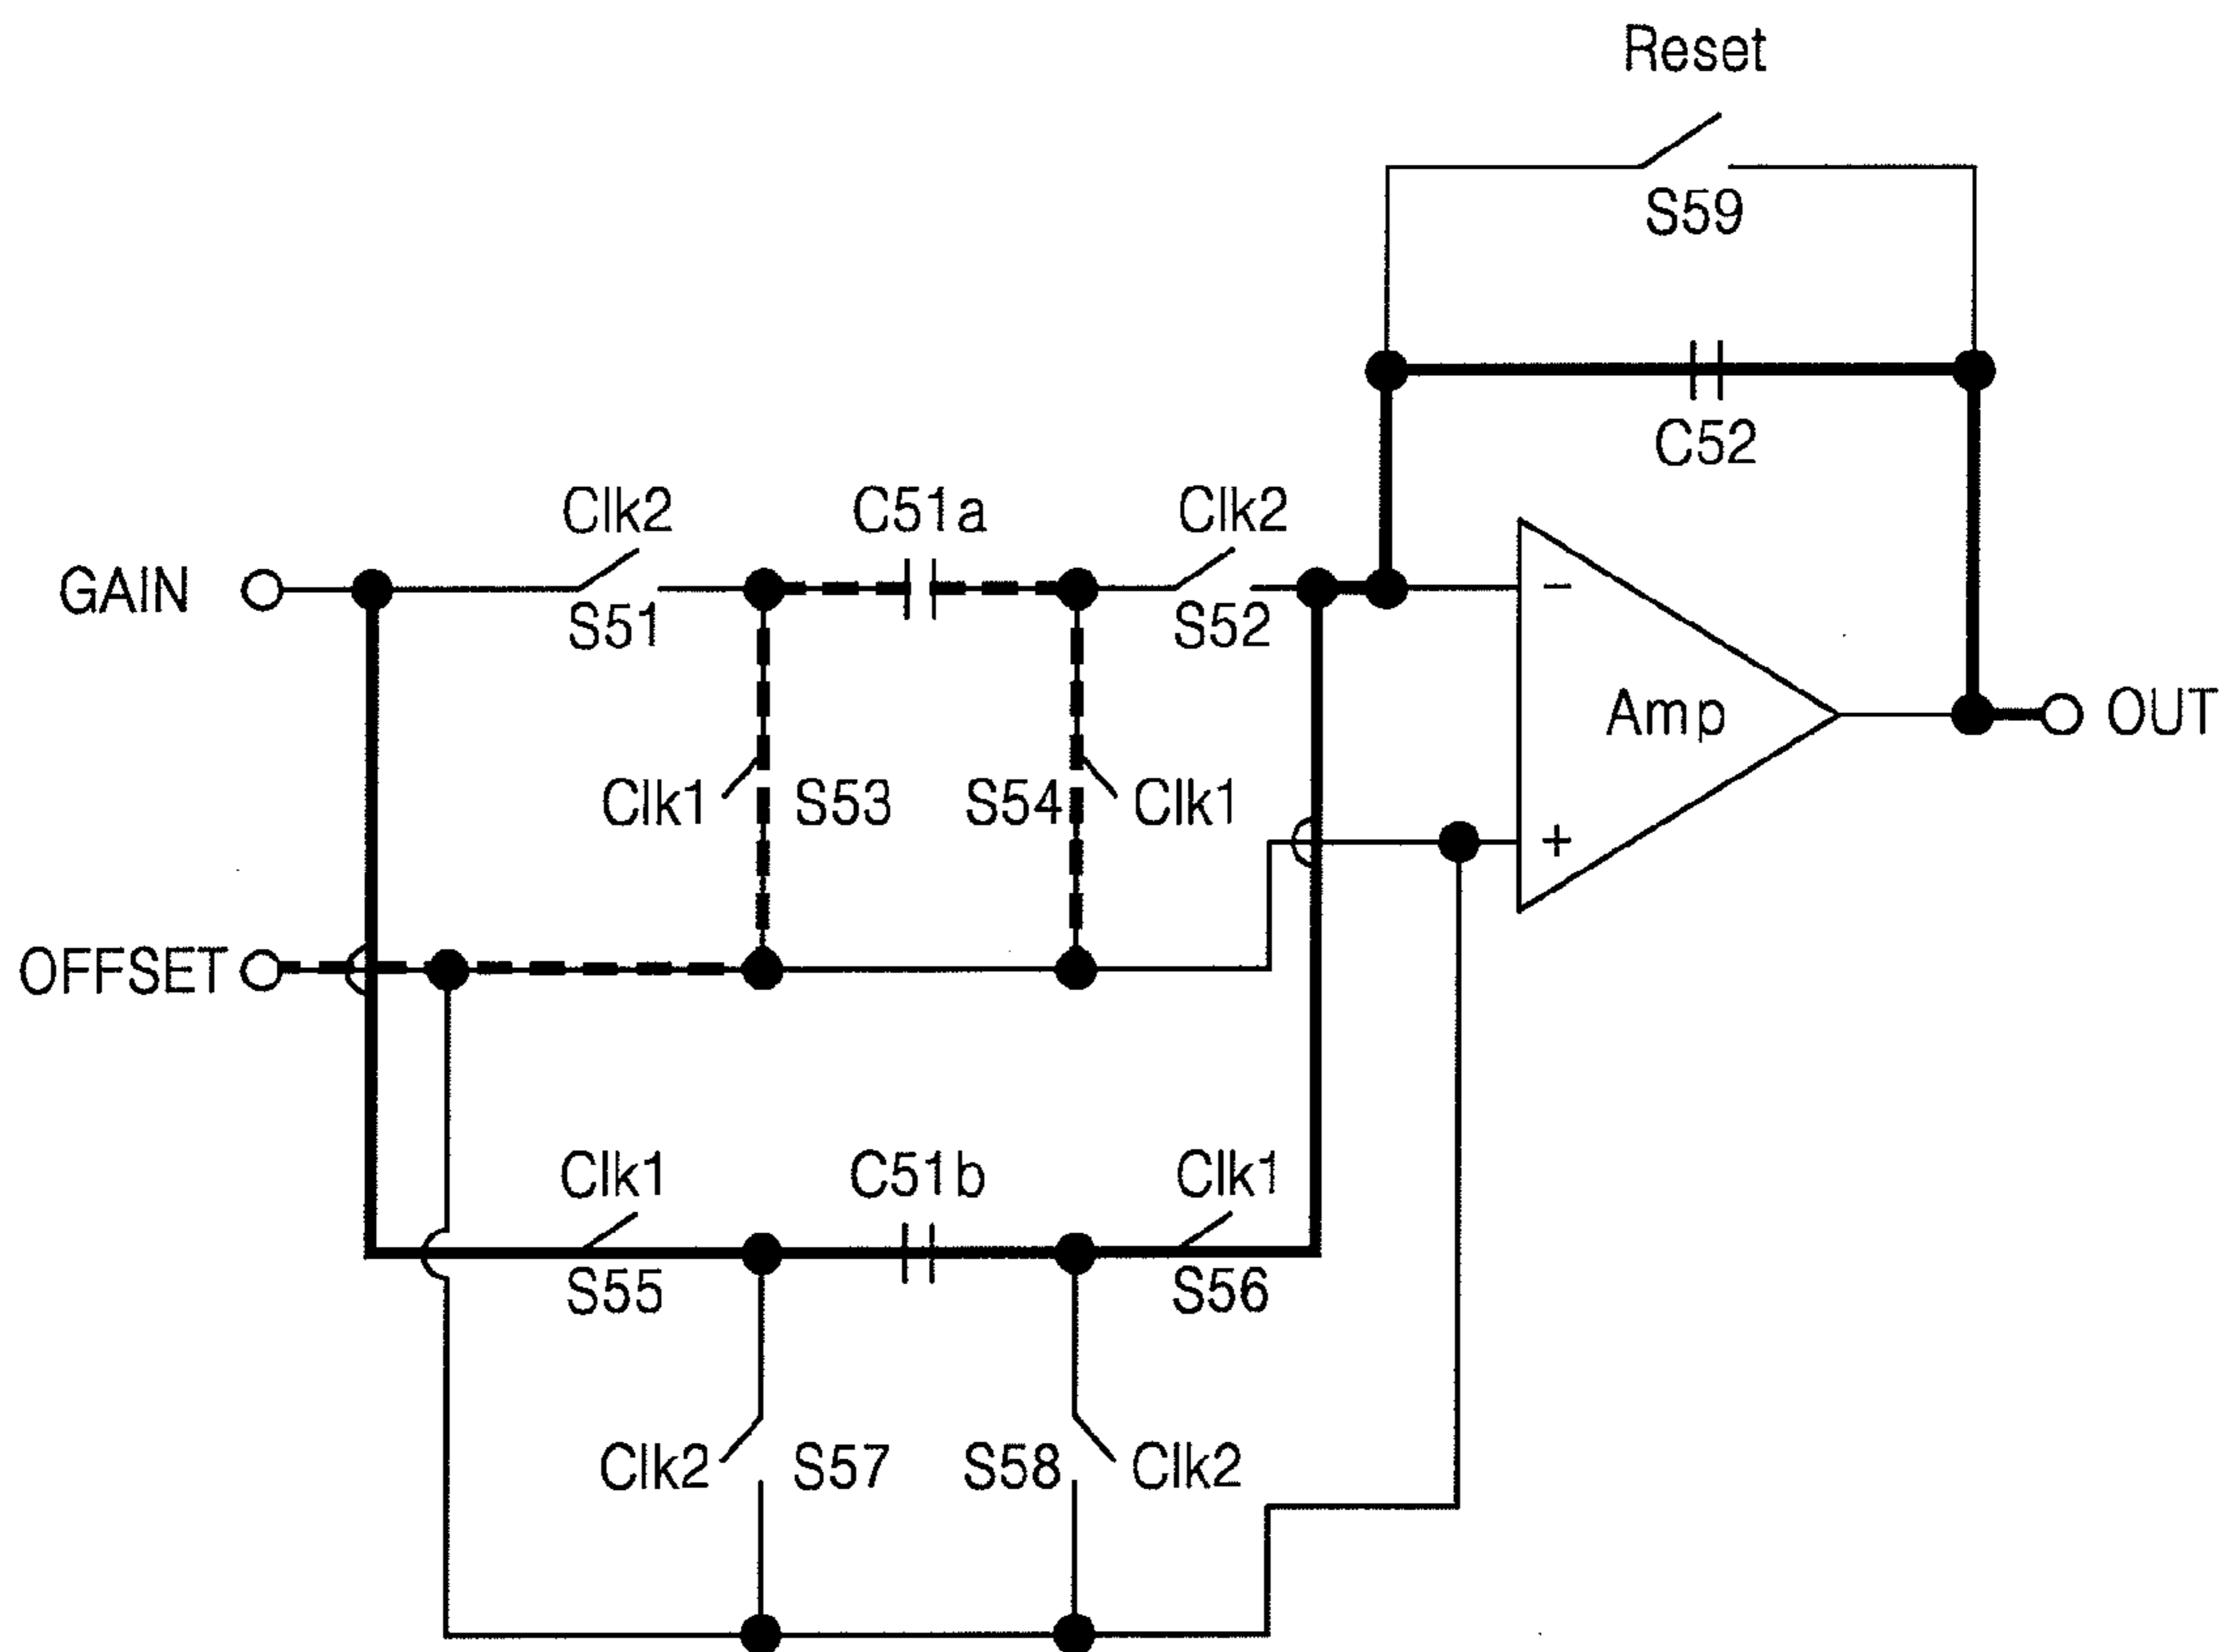 Reset
S59
C52
Clk2
C51a
Clk2
GAIN
S51
S52
−
Amp
OUT
Clk1
S53
S54
Clk1
+
OFFSET
Clk1
C51b
Clk1
S55
S56
Clk2
S57
S58
Clk2